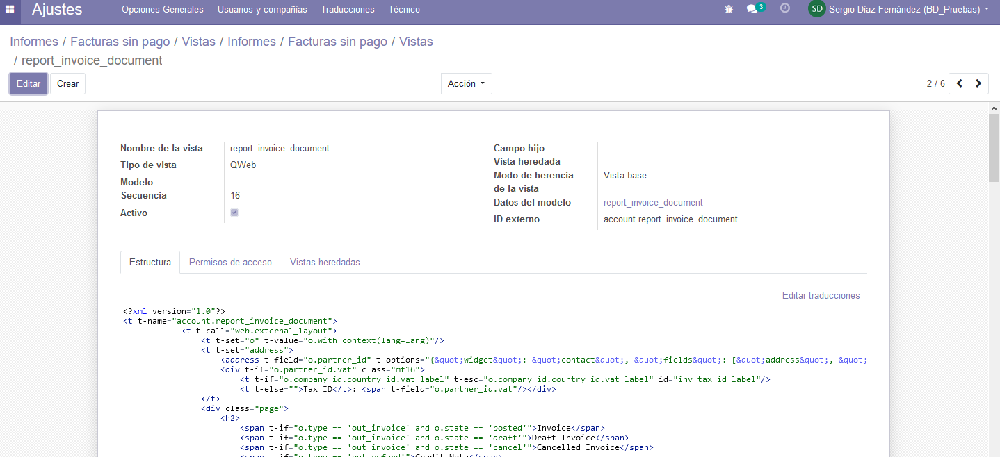 Ajustes Opciones Generales Usuarios y compañías Traducciones Técnico 3 SD Sergio Díaz Fernández (BD_Pruebas)
Informes / Facturas sin pago / Vistas / Informes / Facturas sin pago / Vistas
/ report_invoice_document
Editar Crear Acción 2 / 6
Nombre de la vista report_invoice_document
Tipo de vista QWeb
Modelo
Secuencia 16
Activo
Campo hijo
Vista heredada
Modo de herencia de la vista Vista base
Datos del modelo report_invoice_document
ID externo account.report_invoice_document
Estructura Permisos de acceso Vistas heredadas
Editar traducciones
<?xml version="1.0"?>
<t t-name="account.report_invoice_document">
<t t-call="web.external_layout">
<t t-set="o" t-value="o.with_context(lang=lang)"/>
<t t-set="address">
<address t-field="o.partner_id" t-options="{&quot;widget&quot;: &quot;contact&quot;, &quot;fields&quot;: [&quot;address&quot;, &quot;
<div t-if="o.partner_id.vat" class="mt16">
<t t-if="o.company_id.country_id.vat_label" t-esc="o.company_id.country_id.vat_label" id="inv_tax_id_label"/>
<t t-else="">Tax ID</t>: <span t-field="o.partner_id.vat"/></div>
</t>
<div class="page">
<h2>
<span t-if="o.type == 'out_invoice' and o.state == 'posted'">Invoice</span>
<span t-if="o.type == 'out_invoice' and o.state == 'draft'">Draft Invoice</span>
<span t-if="o.type == 'out_invoice' and o.state == 'cancel'">Cancelled Invoice</span>
<span t-if="o.type == 'out_refund'">Credit Note</span>